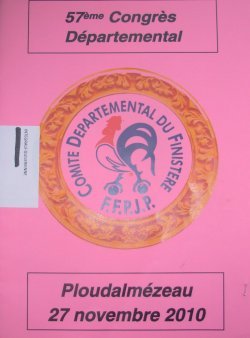 57ème Congrès
Départemental
COMITE DEPARTEMENTAL DU FINISTERE
F.F.P.J.P.
Ploudalmézeau
27 novembre 2010